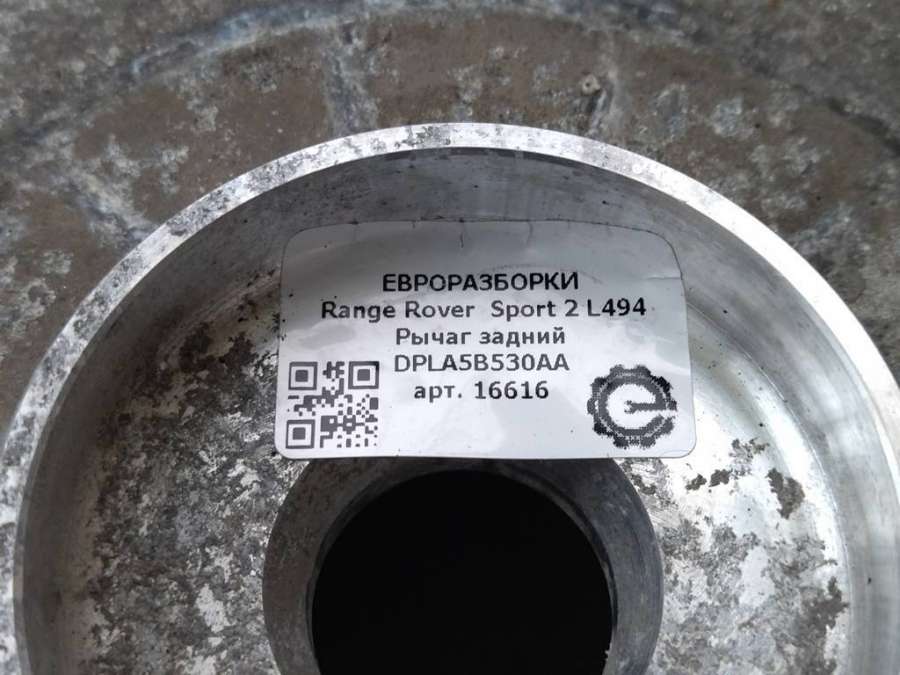 ЕВРОРАЗБОРКИ
Range Rover Sport 2 L494
Рычаг задний
DPLA5B530AA
арт. 16616